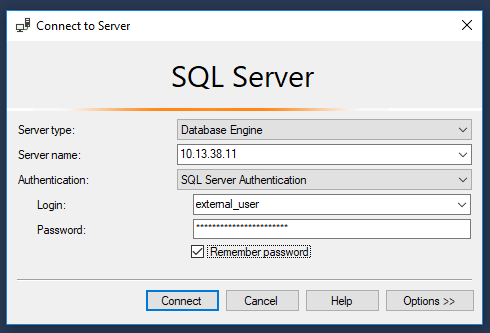 Connect to Server
SQL Server
Server type: Database Engine
Server name: 10.13.38.11
Authentication: SQL Server Authentication
Login: external_user
Password: ***********************
Remember password
Connect Cancel Help Options >>